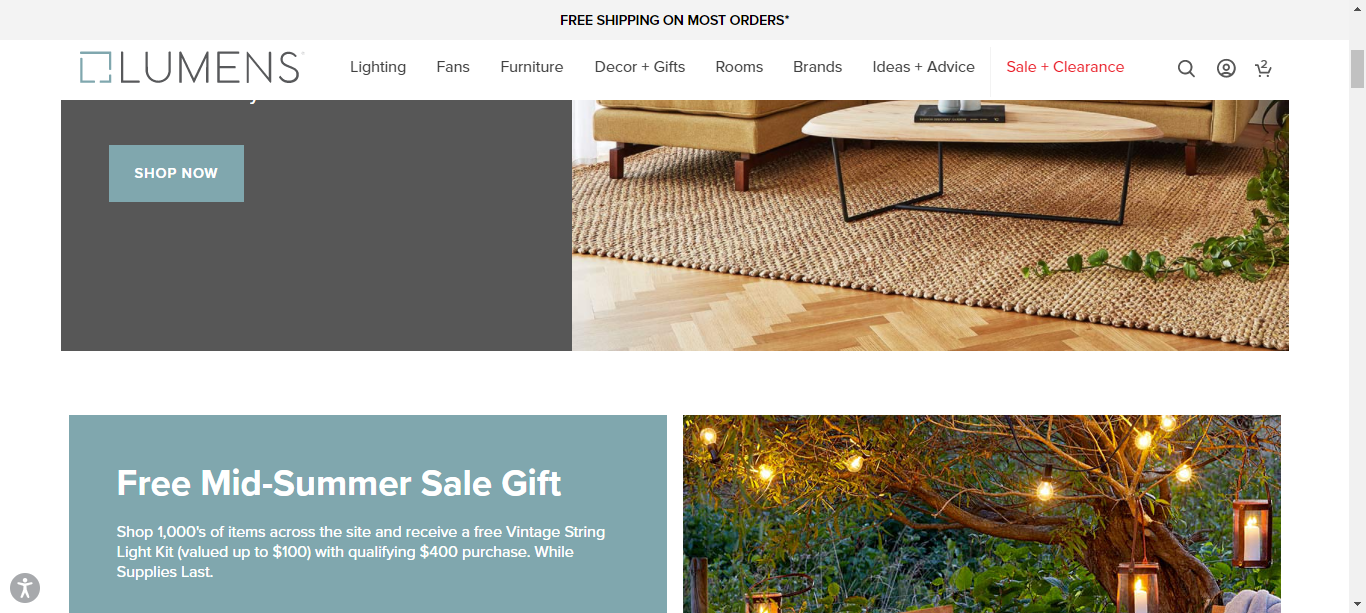 FREE SHIPPING ON MOST ORDERS*
LUMENS
Lighting
Fans
Furniture
Decor + Gifts
Rooms
Brands
Ideas + Advice
Sale + Clearance
2
SHOP NOW
Free Mid-Summer Sale Gift
Shop 1,000's of items across the site and receive a free Vintage String
Light Kit (valued up to $100) with qualifying $400 purchase. While
Supplies Last.